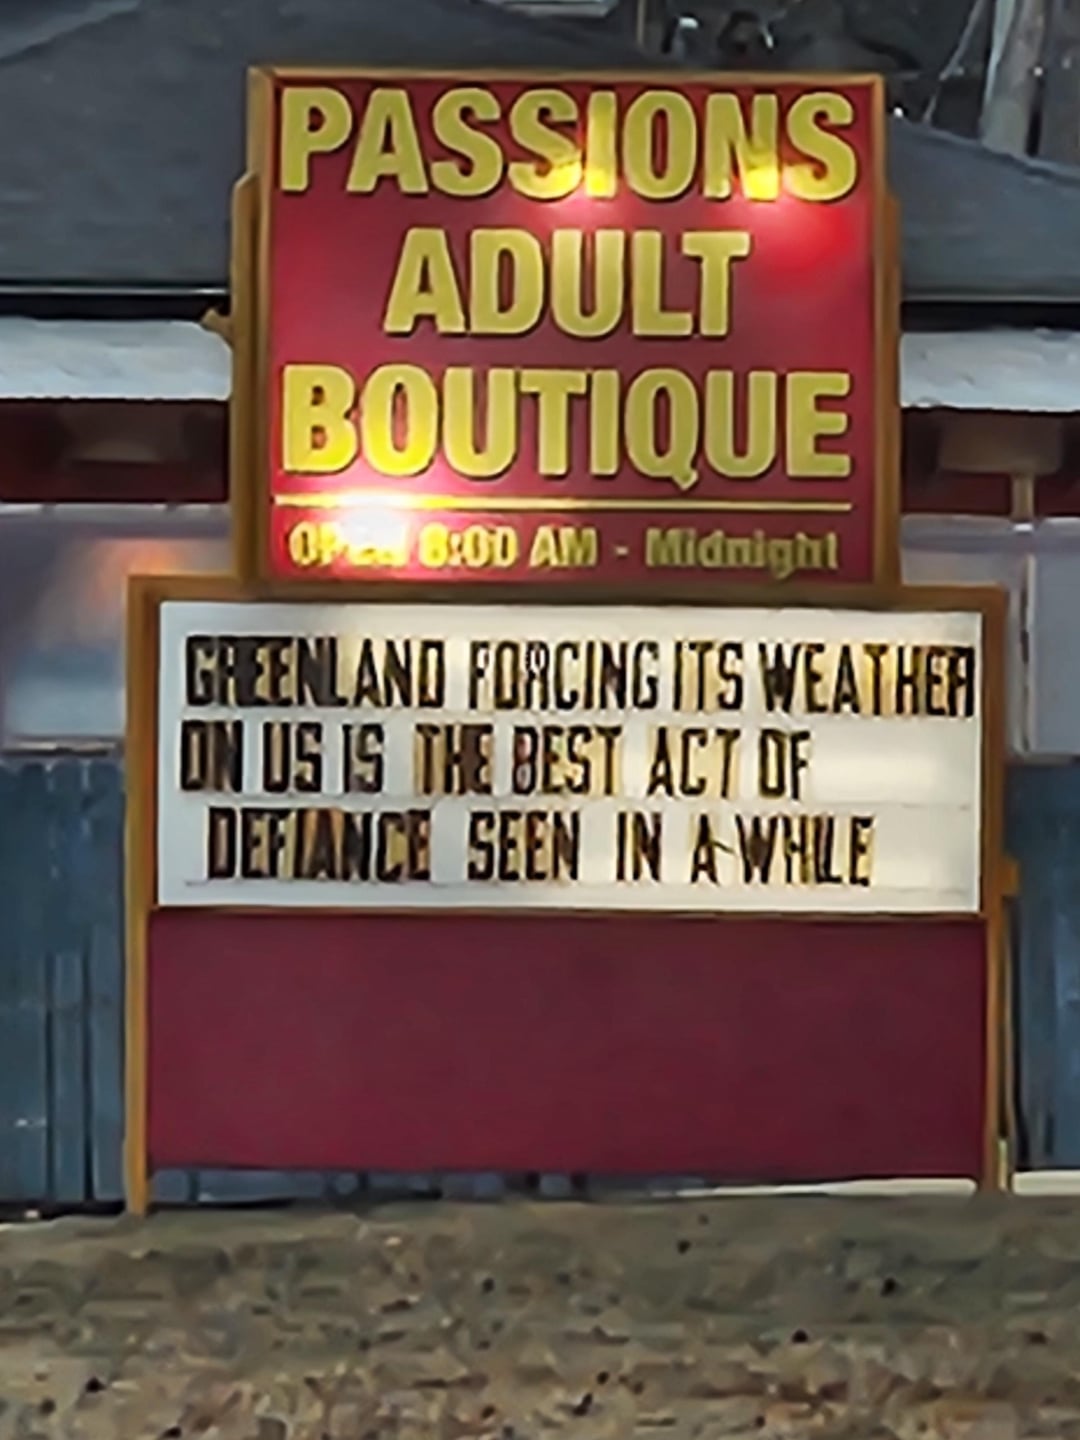 PASSIONS
ADULT
BOUTIQUE
OPEN 8:00 AM - Midnight
GREENLAND FORCING ITS WEATHER
ON US IS THE BEST ACT OF
DEFIANCE SEEN IN A WHILE